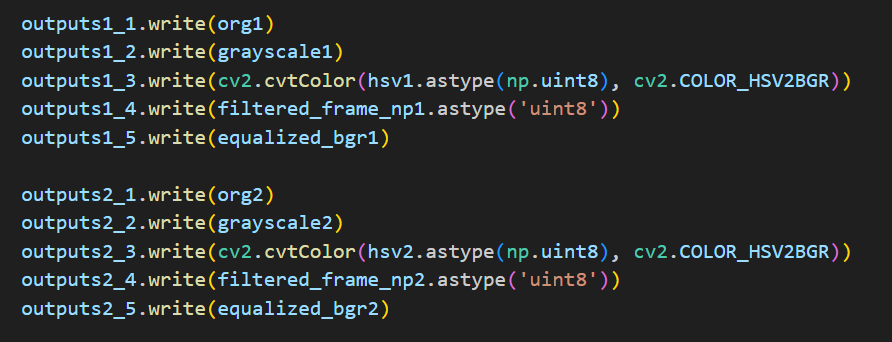 outputs1_1.write(org1)
outputs1_2.write(grayscale1)
outputs1_3.write(cv2.cvtColor(hsv1.astype(np.uint8), cv2.COLOR_HSV2BGR))
outputs1_4.write(filtered_frame_np1.astype('uint8'))
outputs1_5.write(equalized_bgr1)
outputs2_1.write(org2)
outputs2_2.write(grayscale2)
outputs2_3.write(cv2.cvtColor(hsv2.astype(np.uint8), cv2.COLOR_HSV2BGR))
outputs2_4.write(filtered_frame_np2.astype('uint8'))
outputs2_5.write(equalized_bgr2)